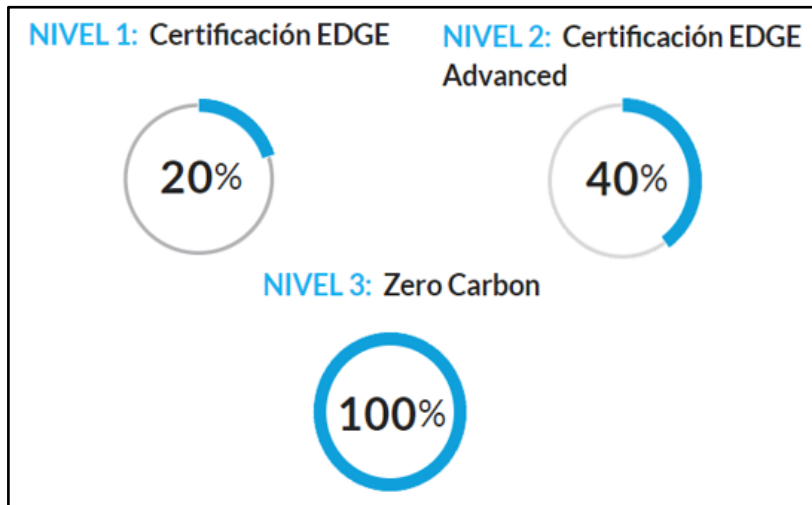 NIVEL 1: Certificación EDGE
NIVEL 2: Certificación EDGE
Advanced
20%
40%
NIVEL 3: Zero Carbon
100%